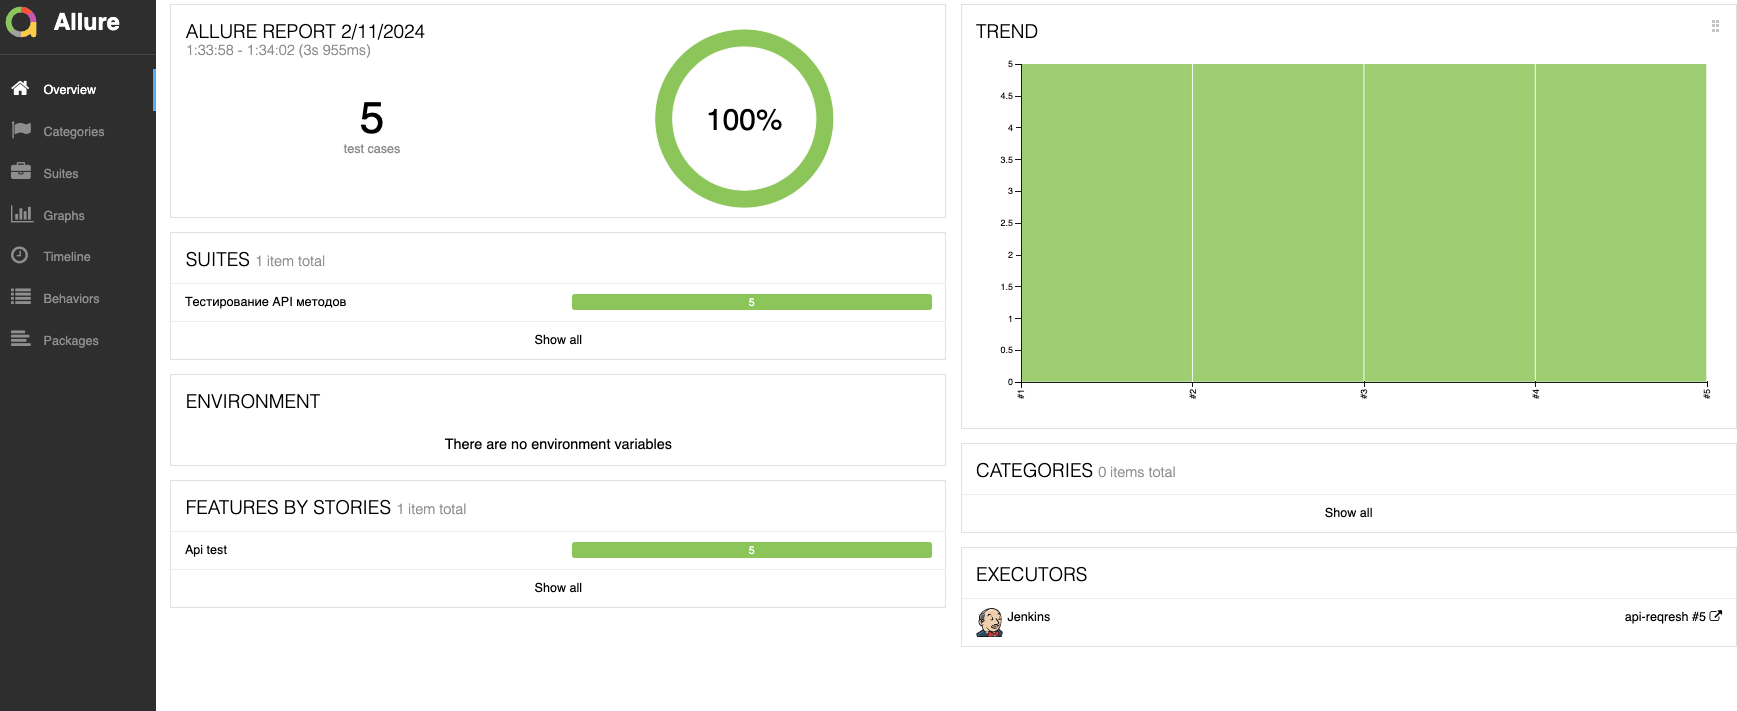 Allure
Overview
Categories
Suites
Graphs
Timeline
Behaviors
Packages
ALLURE REPORT 2/11/2024
1:33:58 - 1:34:02 (3s 955ms)
5
test cases
100%
SUITES 1 item total
Тестирование API методов 5
Show all
ENVIRONMENT
There are no environment variables
FEATURES BY STORIES 1 item total
Api test 5
Show all
TREND
5
4.5
4
3.5
3
2.5
2
1.5
1
0.5
0
#1 #2 #3 #4 #5
CATEGORIES 0 items total
Show all
EXECUTORS
Jenkins api-reqresh #5